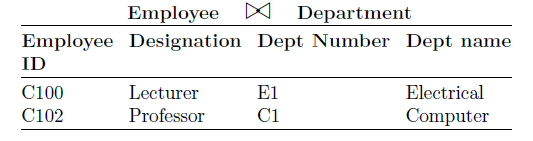 Employee ⋈ Department
Employee Designation Dept Number Dept name
ID
C100 Lecturer E1 Electrical
C102 Professor C1 Computer